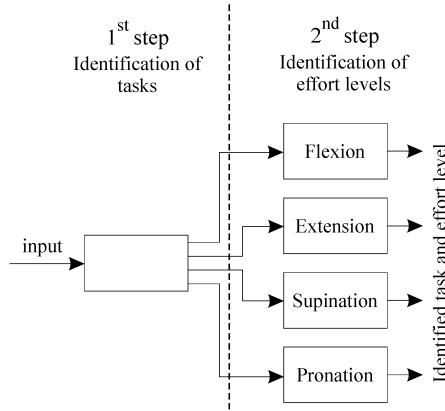 1st step
Identification of
tasks
2nd step
Identification of
effort levels
input
Flexion
Extension
Supination
Pronation
Identified task and effort level